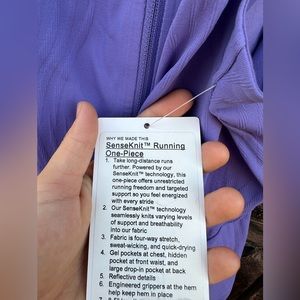 WHY WE MADE THIS
SenseKnit™ Running
One-Piece
1. Take long-distance runs
further. Powered by our
SenseKnit™ technology, this
one-piece offers unrestricted
running freedom and targeted
support so you feel energized
with every stride
2. Our SenseKnit™ technology
seamlessly knits varying levels
of support and breathability
into our fabric
3. Fabric is four-way stretch,
sweat-wicking, and quick-drying
4. Gel pockets at chest, hidden
pocket at front waist, and
large drop-in pocket at back
5. Reflective details
6. Engineered grippers at the hem
help keep hem in place